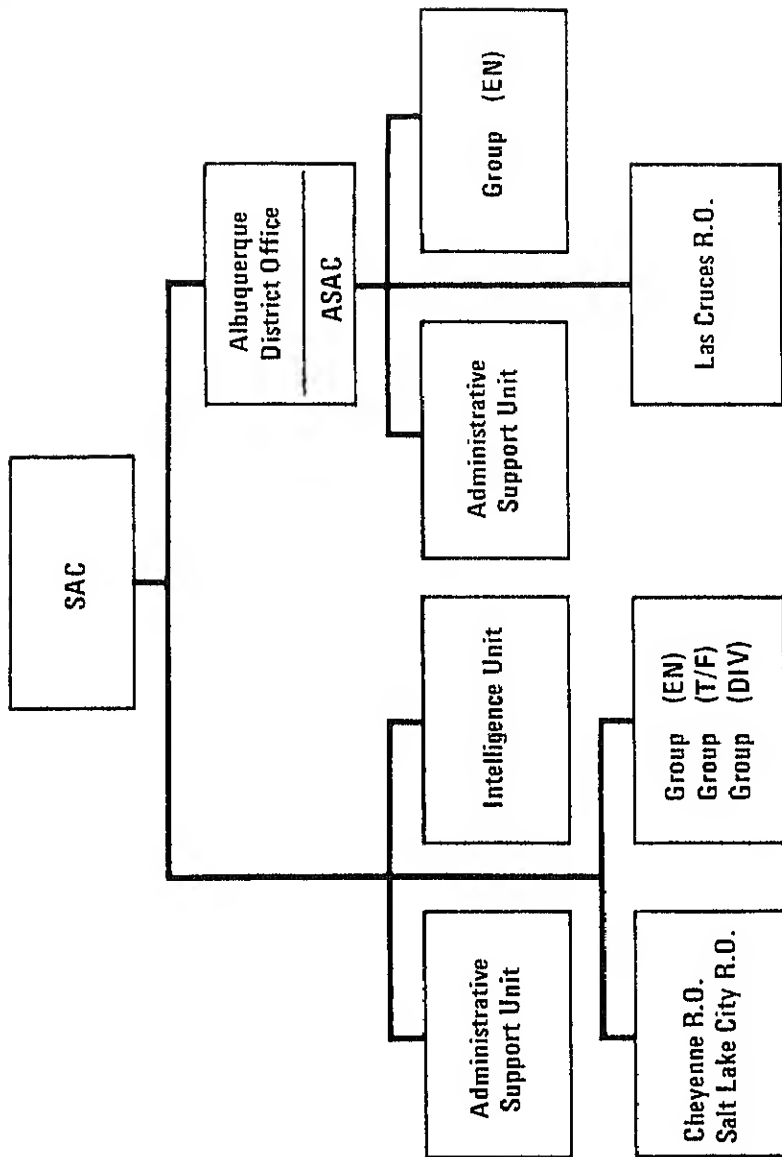 SAC
Albuquerque
District Office
ASAC
Administrative
Support Unit
Intelligence Unit
Administrative
Support Unit
Group (EN)
Cheyenne R.O.
Salt Lake City R.O.
Group (EN)
Group (T/F)
Group (DIV)
Las Cruces R.O.